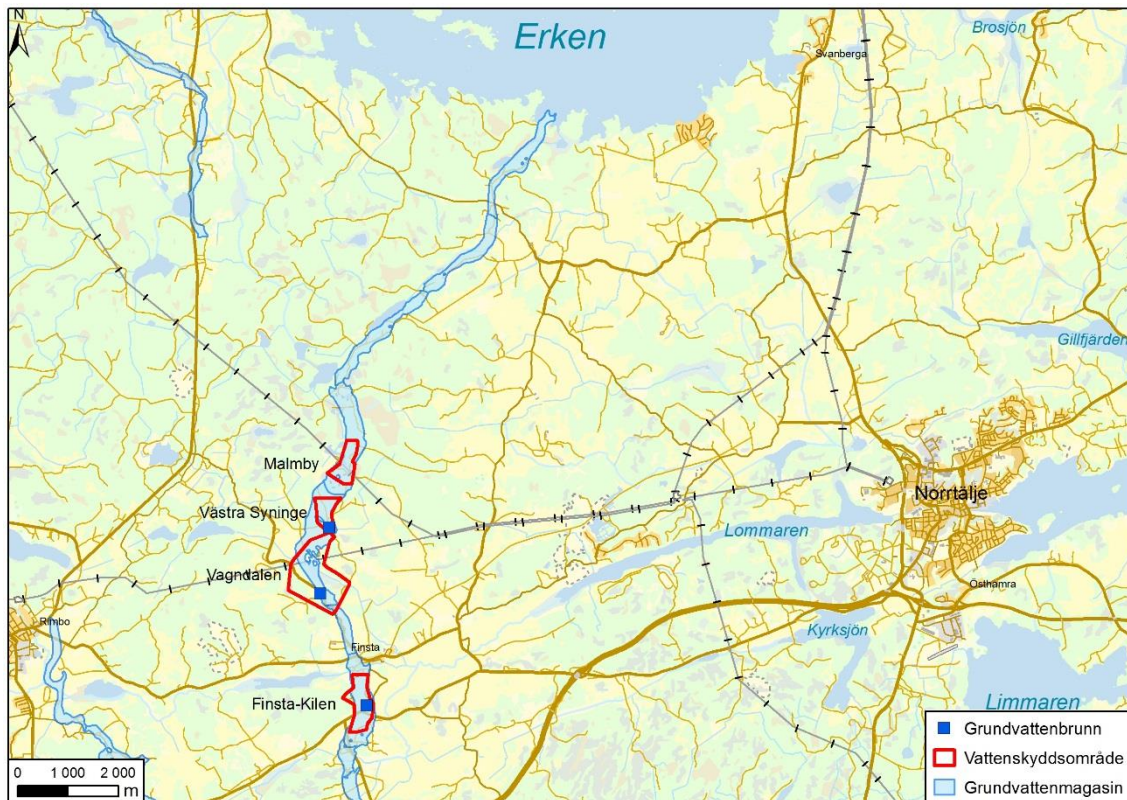 N
Erken
Brosjön
Svanberga
Gillfjärden
Malmby
Västra Syninge
Norrtälje
Lommaren
Vagndalen
Östhamra
Rimbo
Kyrksjön
Finsta
Finsta-Kilen
Limmaren
Grundvattenbrunn
Vattenskyddsområde
Grundvattenmagasin
0 1 000 2 000
m